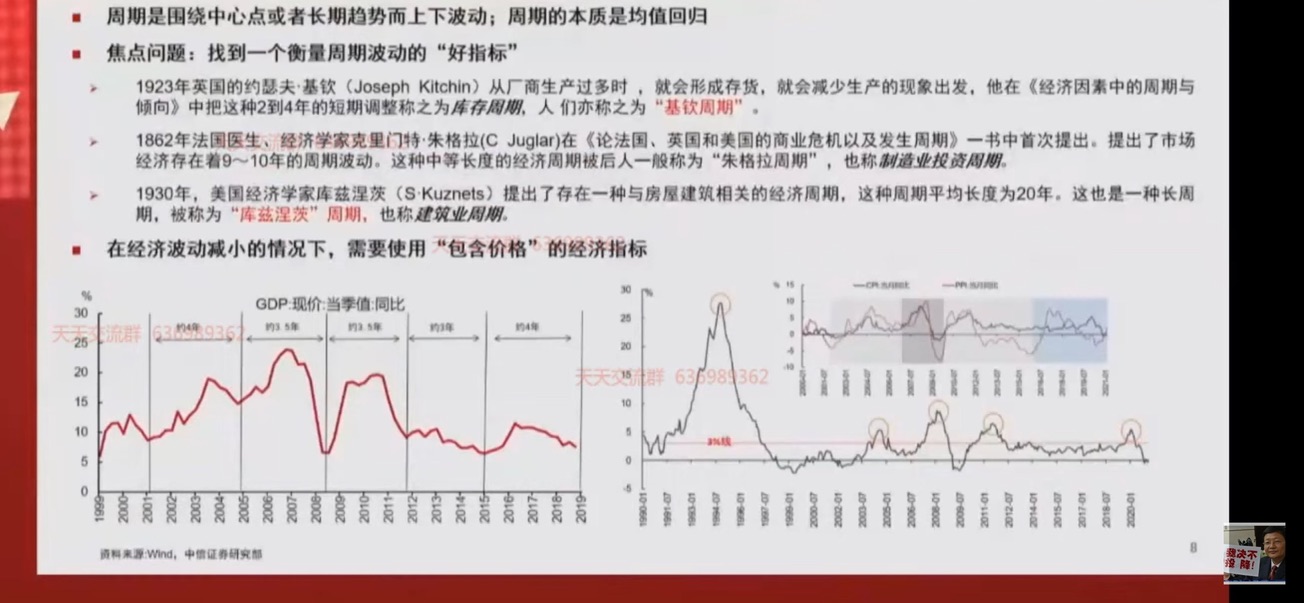 周期是围绕中心点或者长期趋势而上下波动；周期的本质是均值回归
焦点问题：找到一个衡量周期波动的“好指标”
1923年英国的约瑟夫·基钦（Joseph Kitchin）从厂商生产过多时，就会形成存货，就会减少生产的现象出发，他在《经济因素中的周期与
倾向》中把这种2到4年的短期调整称之为库存周期，人们亦称之为“基钦周期”。
1862年法国医生、经济学家克里门特·朱格拉(C Juglar)在《论法国、英国和美国的商业危机以及发生周期》一书中首次提出。提出了市场
经济存在着9～10年的周期波动。这种中等长度的经济周期被后人一般称为“朱格拉周期”，也称制造业投资周期。
1930年，美国经济学家库兹涅茨（S·Kuznets）提出了存在一种与房屋建筑相关的经济周期，这种周期平均长度为20年。这也是一种长周
期，被称为“库兹涅茨”周期，也称建筑业周期。
在经济波动减小的情况下，需要使用“包含价格”的经济指标
天天交流群 636989362
%
GDP:现价:当季值:同比
30
25
20
15
10
5
0
约4年
约3.5年
约3.5年
约3年
约4年
天天交流群 636989362
1999 2000 2001 2002 2003 2004 2005 2006 2007 2008 2009 2010 2011 2012 2013 2014 2015 2016 2017 2018 2019
%
30
25
20
15
10
5
0
-5
3%线
天天交流群 636989362
1990-01 1991-07 1993-01 1994-07 1996-01 1997-07 1999-01 2000-07 2002-01 2003-07 2005-01 2006-07 2008-01 2009-07 2011-01 2012-07 2014-01 2015-07 2017-01 2018-07 2020-01
%
CPI:当月同比
PPI:当月同比
15
10
5
0
-5
-10
资料来源:Wind，中信证券研究部
8
投降!